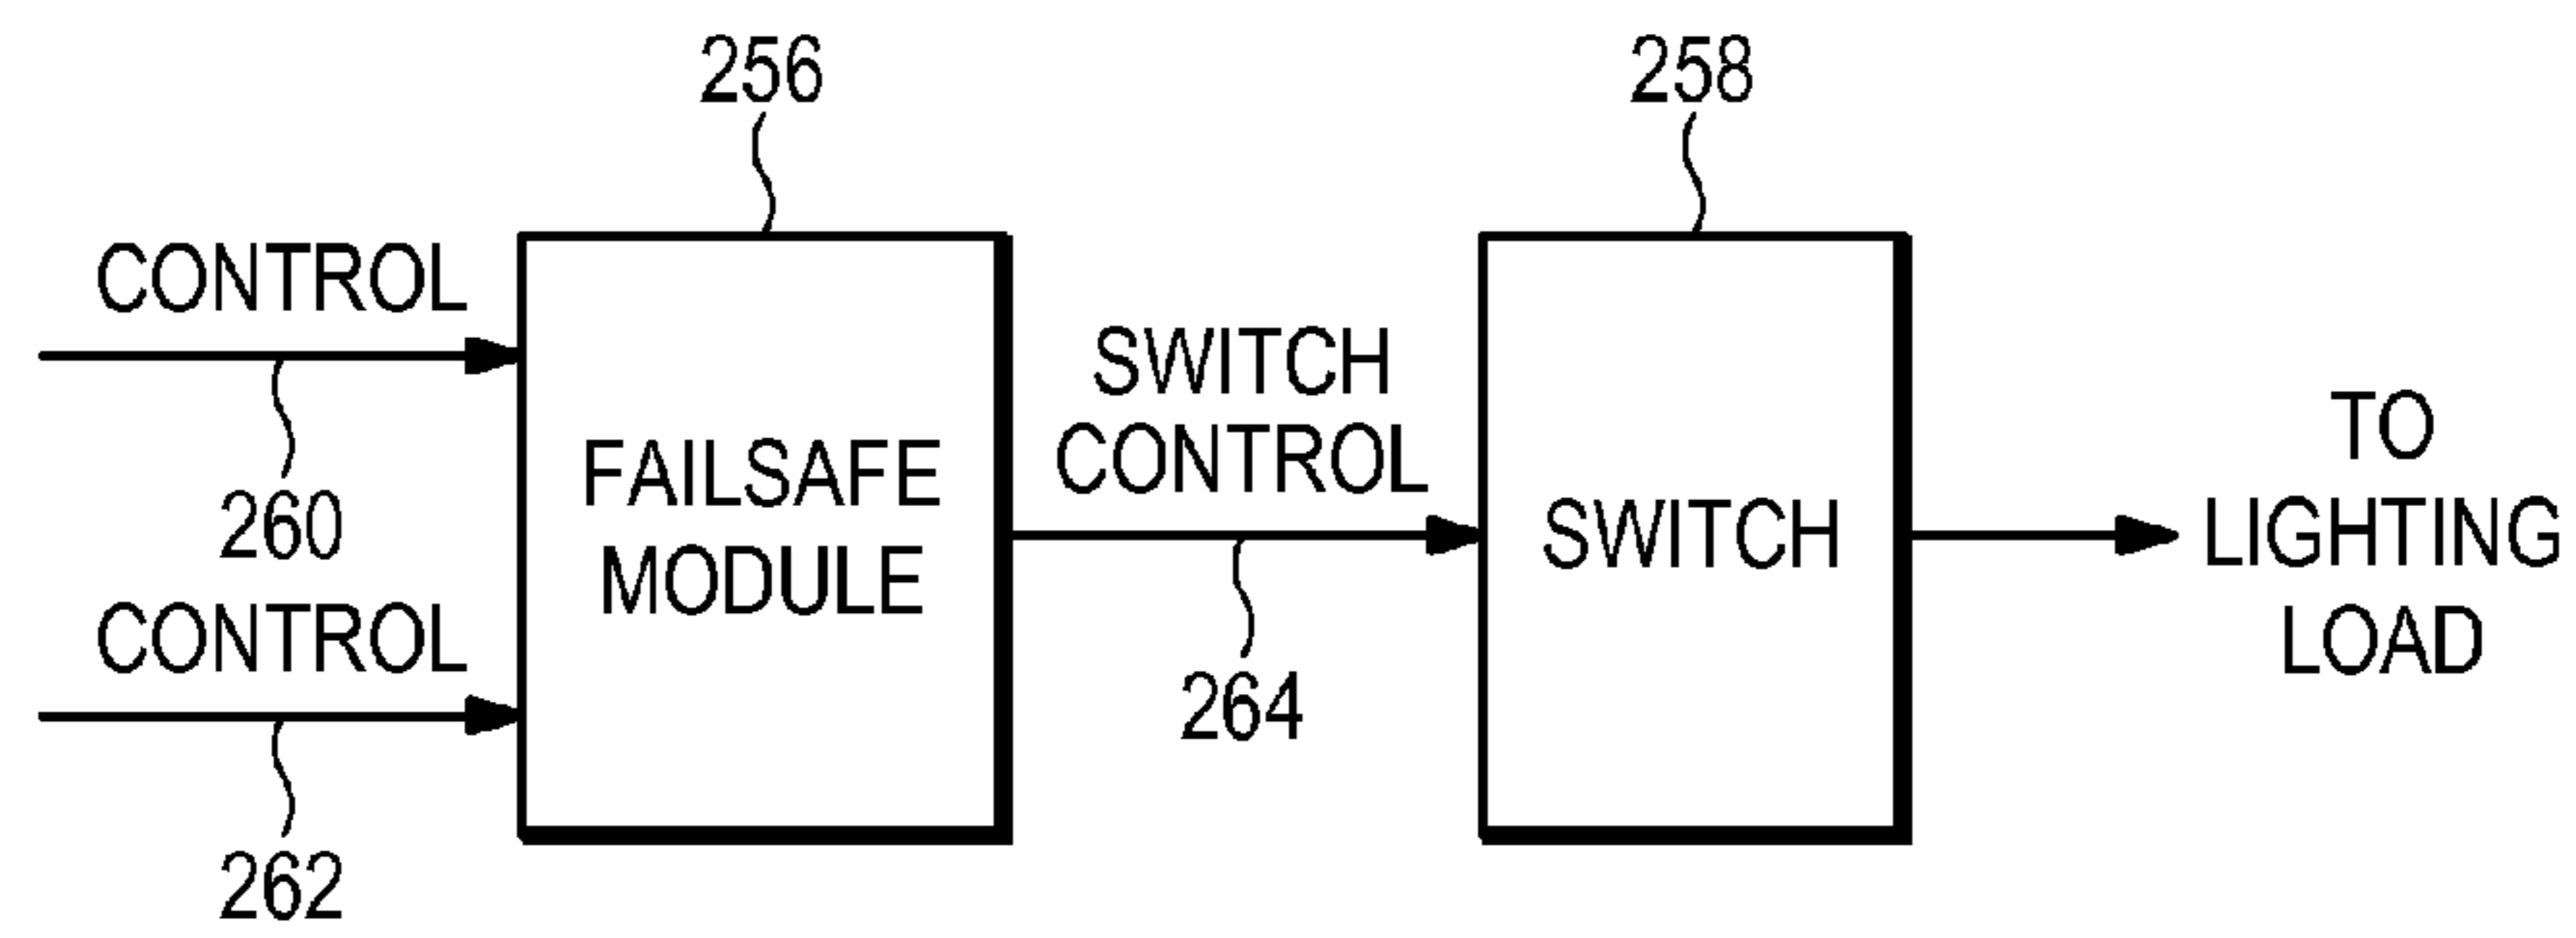 256
258
CONTROL
260
CONTROL
262
FAILSAFE
MODULE
SWITCH
CONTROL
264
SWITCH
TO
LIGHTING
LOAD